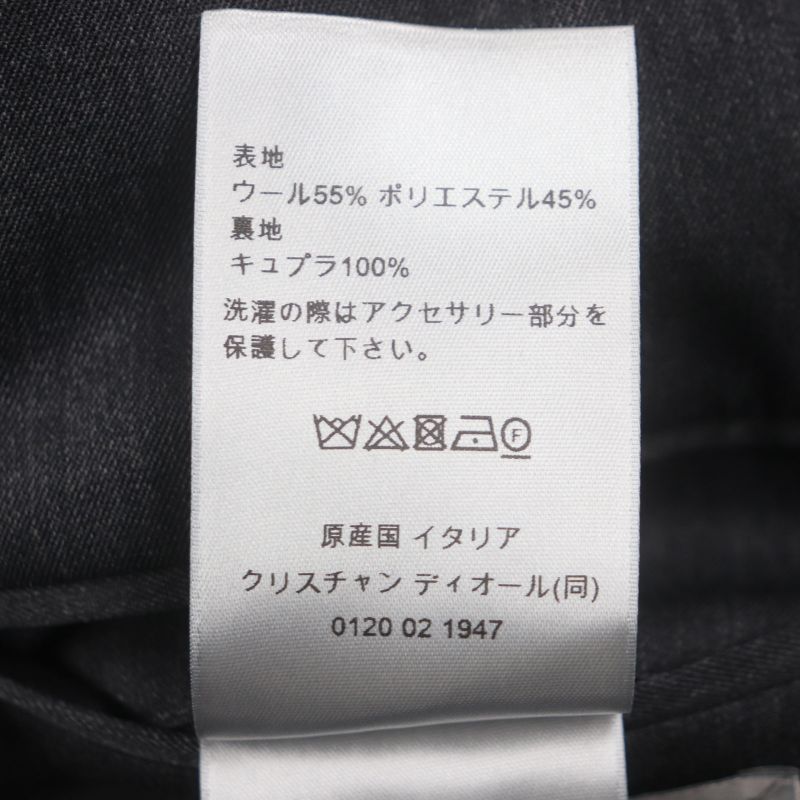 表地
ウール55% ポリエステル45%
裏地
キュプラ100%
洗濯の際はアクセサリー部分を
保護して下さい。
F
原産国 イタリア
クリスチャン ディオール(同)
0120 02 1947